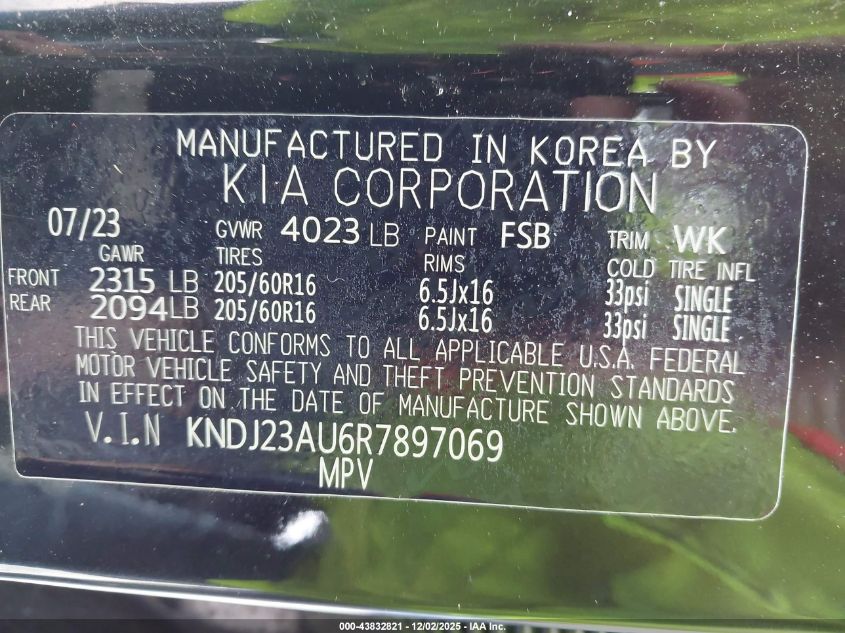 MANUFACTURED IN KOREA BY
KIA CORPORATION
07/23 GVWR 4023 LB PAINT FSB TRIM WK
GAWR TIRES RIMS COLD TIRE INFL
FRONT 2315 LB 205/60R16 6.5Jx16 33psi SINGLE
REAR 2094 LB 205/60R16 6.5Jx16 33psi SINGLE
THIS VEHICLE CONFORMS TO ALL APPLICABLE U.S.A. FEDERAL
MOTOR VEHICLE SAFETY AND THEFT PREVENTION STANDARDS
IN EFFECT ON THE DATE OF MANUFACTURE SHOWN ABOVE.
V.I.N KNDJ23AU6R7897069
MPV
000-43832821 - 12/02/2025 - IAA Inc.